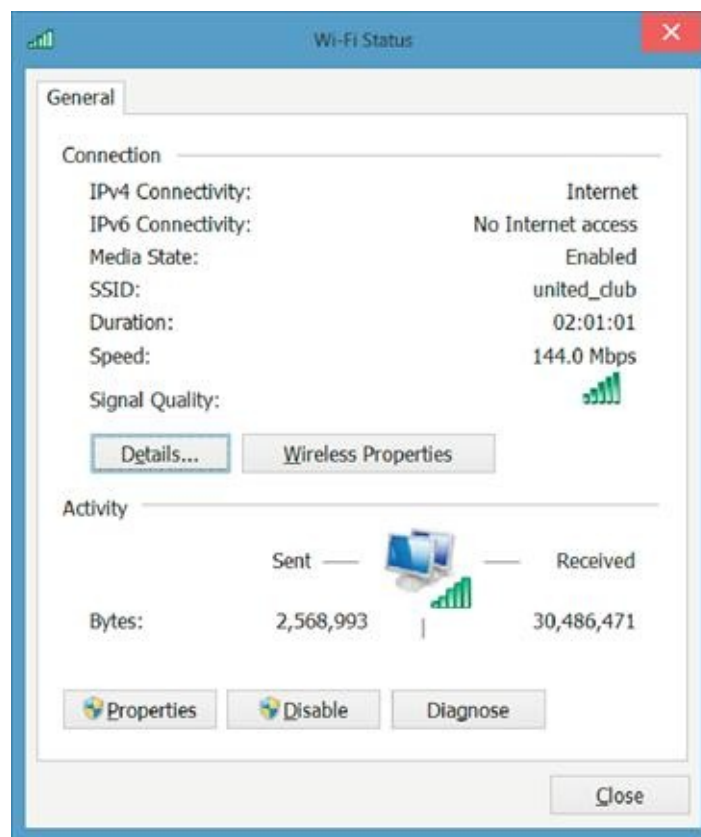 Wi-Fi Status
General
Connection
IPv4 Connectivity: Internet
IPv6 Connectivity: No Internet access
Media State: Enabled
SSID: united_club
Duration: 02:01:01
Speed: 144.0 Mbps
Signal Quality:
Details... Wireless Properties
Activity
Sent Received
Bytes: 2,568,993 30,486,471
Properties Disable Diagnose
Close